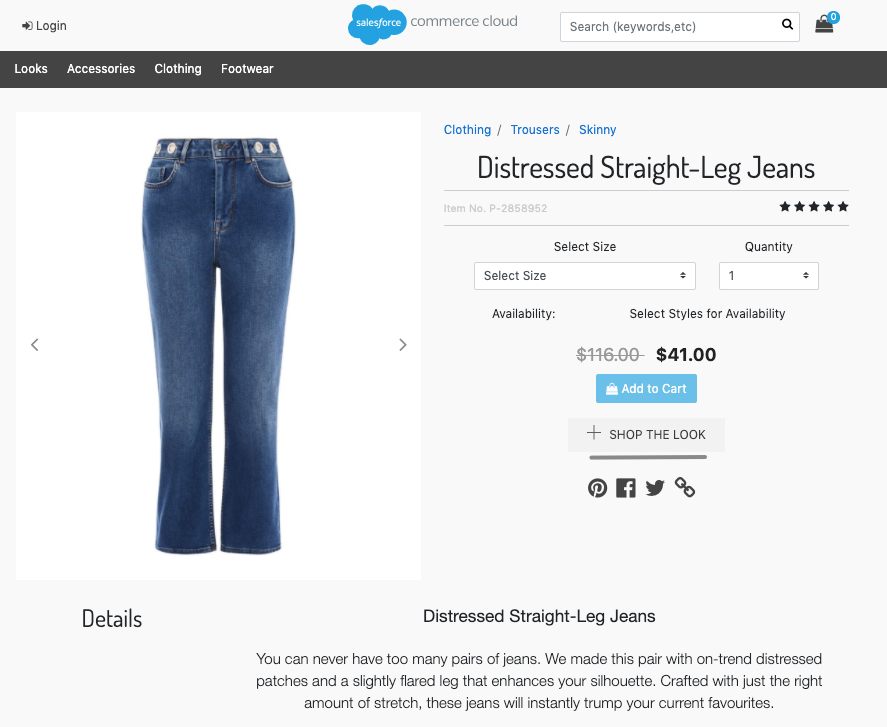 Login
salesforce
commerce cloud
Search (keywords,etc)
0
Looks Accessories Clothing Footwear
Clothing / Trousers / Skinny
Distressed Straight-Leg Jeans
Item No. P-2858952
Select Size Quantity
Select Size 1
Availability: Select Styles for Availability
$116.00 $41.00
Add to Cart
SHOP THE LOOK
Details
Distressed Straight-Leg Jeans
You can never have too many pairs of jeans. We made this pair with on-trend distressed
patches and a slightly flared leg that enhances your silhouette. Crafted with just the right
amount of stretch, these jeans will instantly trump your current favourites.